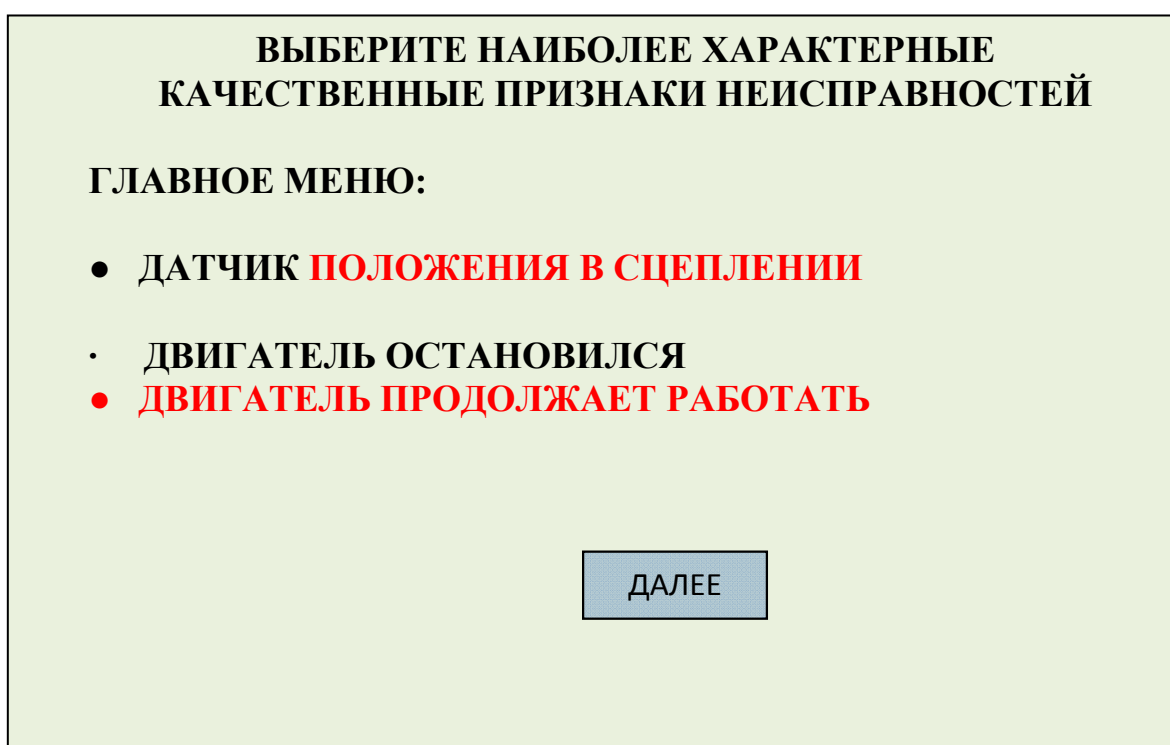 ВЫБЕРИТЕ НАИБОЛЕЕ ХАРАКТЕРНЫЕ
КАЧЕСТВЕННЫЕ ПРИЗНАКИ НЕИСПРАВНОСТЕЙ
ГЛАВНОЕ МЕНЮ:
● ДАТЧИК ПОЛОЖЕНИЯ В СЦЕПЛЕНИИ
· ДВИГАТЕЛЬ ОСТАНОВИЛСЯ
● ДВИГАТЕЛЬ ПРОДОЛЖАЕТ РАБОТАТЬ
ДАЛЕЕ